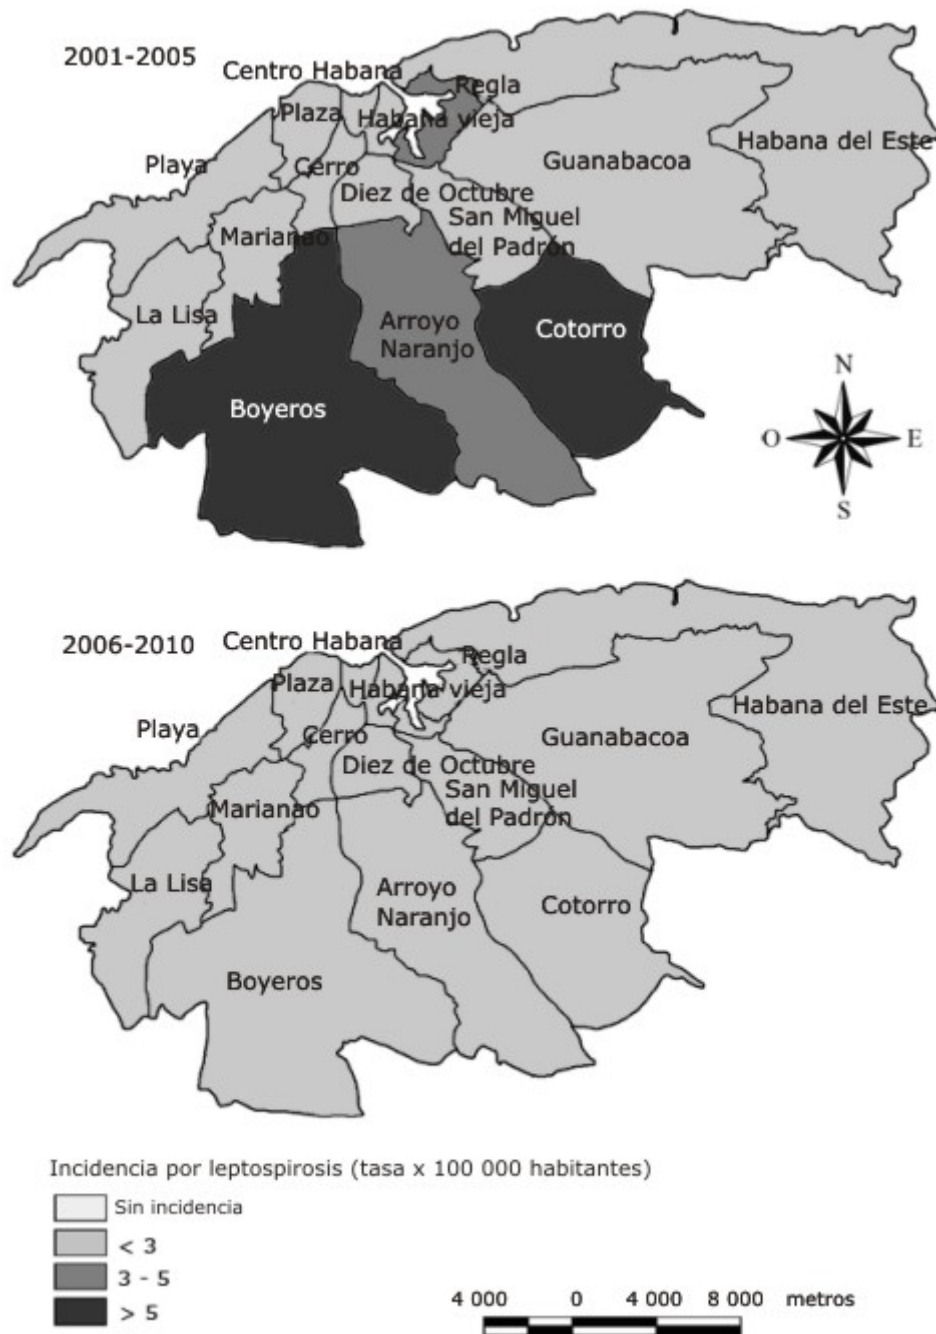 2001-2005
Centro Habana
Regla
Plaza
Habana vieja
Habana del Este
Playa
Cerro
Guanabacoa
Diez de Octubre
San Miguel
del Padrón
Marianao
La Lisa
Arroyo
Naranjo
Cotorro
Boyeros
N
O
E
S
2006-2010
Centro Habana
Regla
Plaza
Habana vieja
Habana del Este
Playa
Cerro
Guanabacoa
Diez de Octubre
San Miguel
del Padrón
Marianao
La Lisa
Arroyo
Naranjo
Cotorro
Boyeros
Incidencia por leptospirosis (tasa x 100 000 habitantes)
Sin incidencia
< 3
3 - 5
> 5
4 000 0 4 000 8 000 metros